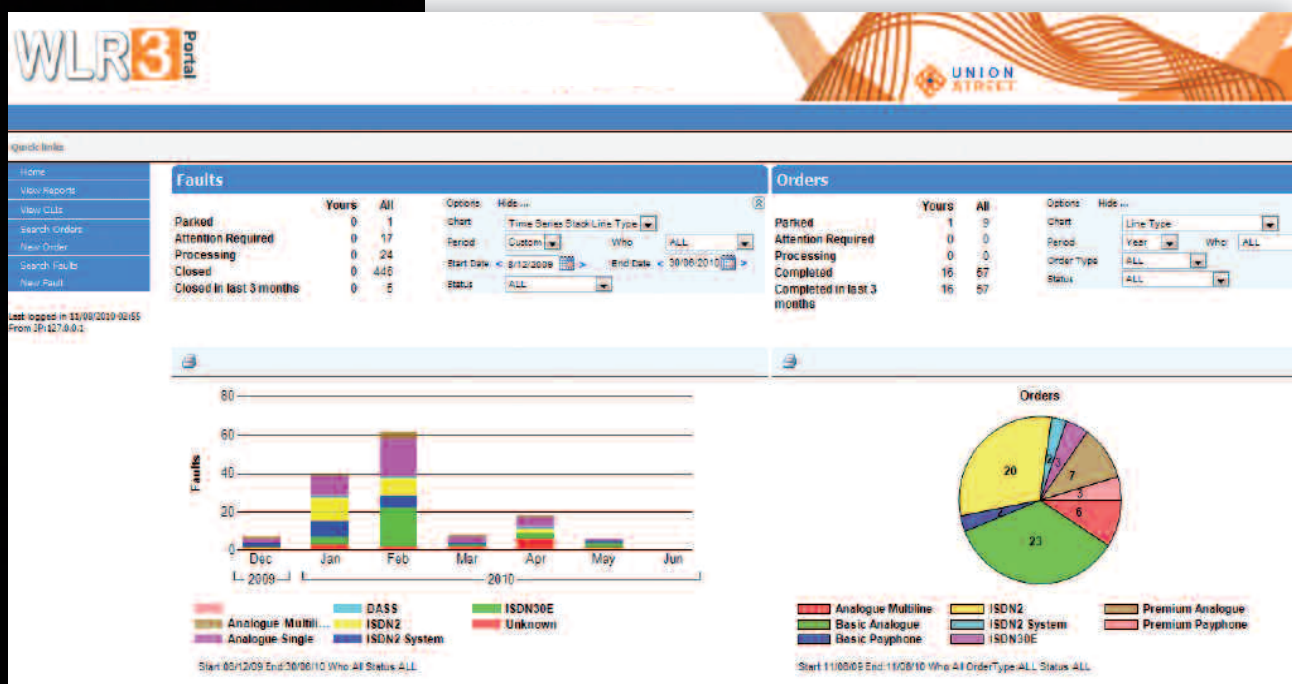 WLR3 Portal
UNION STREET
Quick links
Home
View Reports
View CLIs
Search Orders
New Order
Search Faults
New Fault
Last logged in 11/08/2010 02:55
From IP:127.0.0.1
Faults
Yours All
Parked 0 1
Attention Required 0 17
Processing 0 24
Closed 0 446
Closed in last 3 months 0 5
Options Hide ...
Chart Time Series Stack Line Type
Period Custom Who ALL
Start Date < 8/12/2009 > End Date < 30/06/2010 >
Status ALL
Orders
Yours All
Parked 1 9
Attention Required 0 0
Processing 0 0
Completed 16 57
Completed in last 3 months 16 57
Options Hide ...
Chart Line Type
Period Year Who ALL
Order Type ALL
Status ALL
Faults
80
60
40
20
0
Dec Jan Feb Mar Apr May Jun
2009 2010
DASS ISDN30E
Analogue Multili... ISDN2 Unknown
Analogue Single ISDN2 System
Start 08/12/09 End 30/06/10 Who All Status ALL
Orders
20
2
3
7
3
6
23
2
Analogue Multiline ISDN2 Premium Analogue
Basic Analogue ISDN2 System Premium Payphone
Basic Payphone ISDN30E
Start 11/08/09 End 11/08/10 Who All OrderType ALL Status ALL